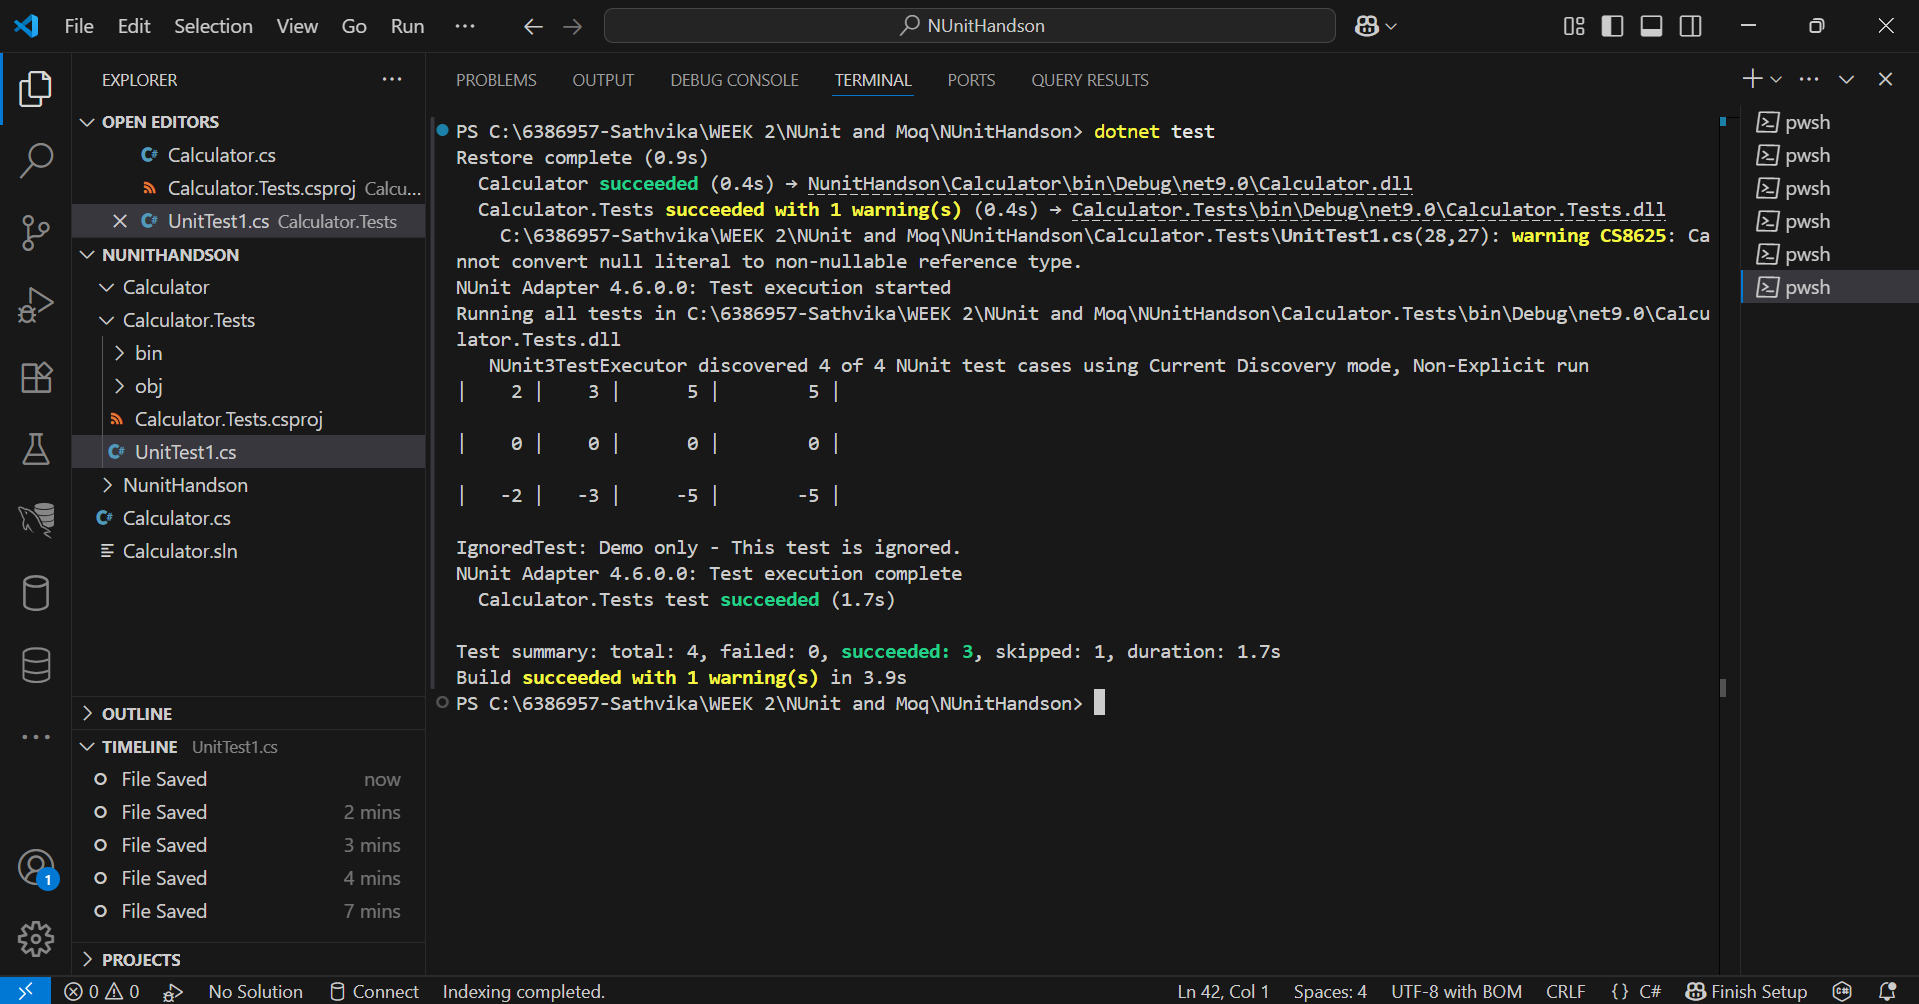 File Edit Selection View Go Run ··· NUnitHandson
EXPLORER ···
OPEN EDITORS
Calculator.cs
Calculator.Tests.csproj Calcu...
UnitTest1.cs Calculator.Tests
NUNITHANDSON
Calculator
Calculator.Tests
bin
obj
Calculator.Tests.csproj
UnitTest1.cs
NunitHandson
Calculator.cs
Calculator.sln
OUTLINE
TIMELINE UnitTest1.cs
File Saved now
File Saved 2 mins
File Saved 3 mins
File Saved 4 mins
File Saved 7 mins
PROJECTS
1
PROBLEMS OUTPUT DEBUG CONSOLE TERMINAL PORTS QUERY RESULTS
PS C:\6386957-Sathvika\WEEK 2\NUnit and Moq\NUnitHandson> dotnet test
Restore complete (0.9s)
Calculator succeeded (0.4s) → NunitHandson\Calculator\bin\Debug\net9.0\Calculator.dll
Calculator.Tests succeeded with 1 warning(s) (0.4s) → Calculator.Tests\bin\Debug\net9.0\Calculator.Tests.dll
C:\6386957-Sathvika\WEEK 2\NUnit and Moq\NUnitHandson\Calculator.Tests\UnitTest1.cs(28,27): warning CS8625: Ca
nnot convert null literal to non-nullable reference type.
NUnit Adapter 4.6.0.0: Test execution started
Running all tests in C:\6386957-Sathvika\WEEK 2\NUnit and Moq\NUnitHandson\Calculator.Tests\bin\Debug\net9.0\Calcu
lator.Tests.dll
NUnit3TestExecutor discovered 4 of 4 NUnit test cases using Current Discovery mode, Non-Explicit run
| 2 | 3 | 5 | 5 |
| 0 | 0 | 0 | 0 |
| -2 | -3 | -5 | -5 |
IgnoredTest: Demo only - This test is ignored.
NUnit Adapter 4.6.0.0: Test execution complete
Calculator.Tests test succeeded (1.7s)
Test summary: total: 4, failed: 0, succeeded: 3, skipped: 1, duration: 1.7s
Build succeeded with 1 warning(s) in 3.9s
PS C:\6386957-Sathvika\WEEK 2\NUnit and Moq\NUnitHandson>
pwsh
pwsh
pwsh
pwsh
pwsh
pwsh
0 0 No Solution Connect Indexing completed. Ln 42, Col 1 Spaces: 4 UTF-8 with BOM CRLF {} C# Finish Setup